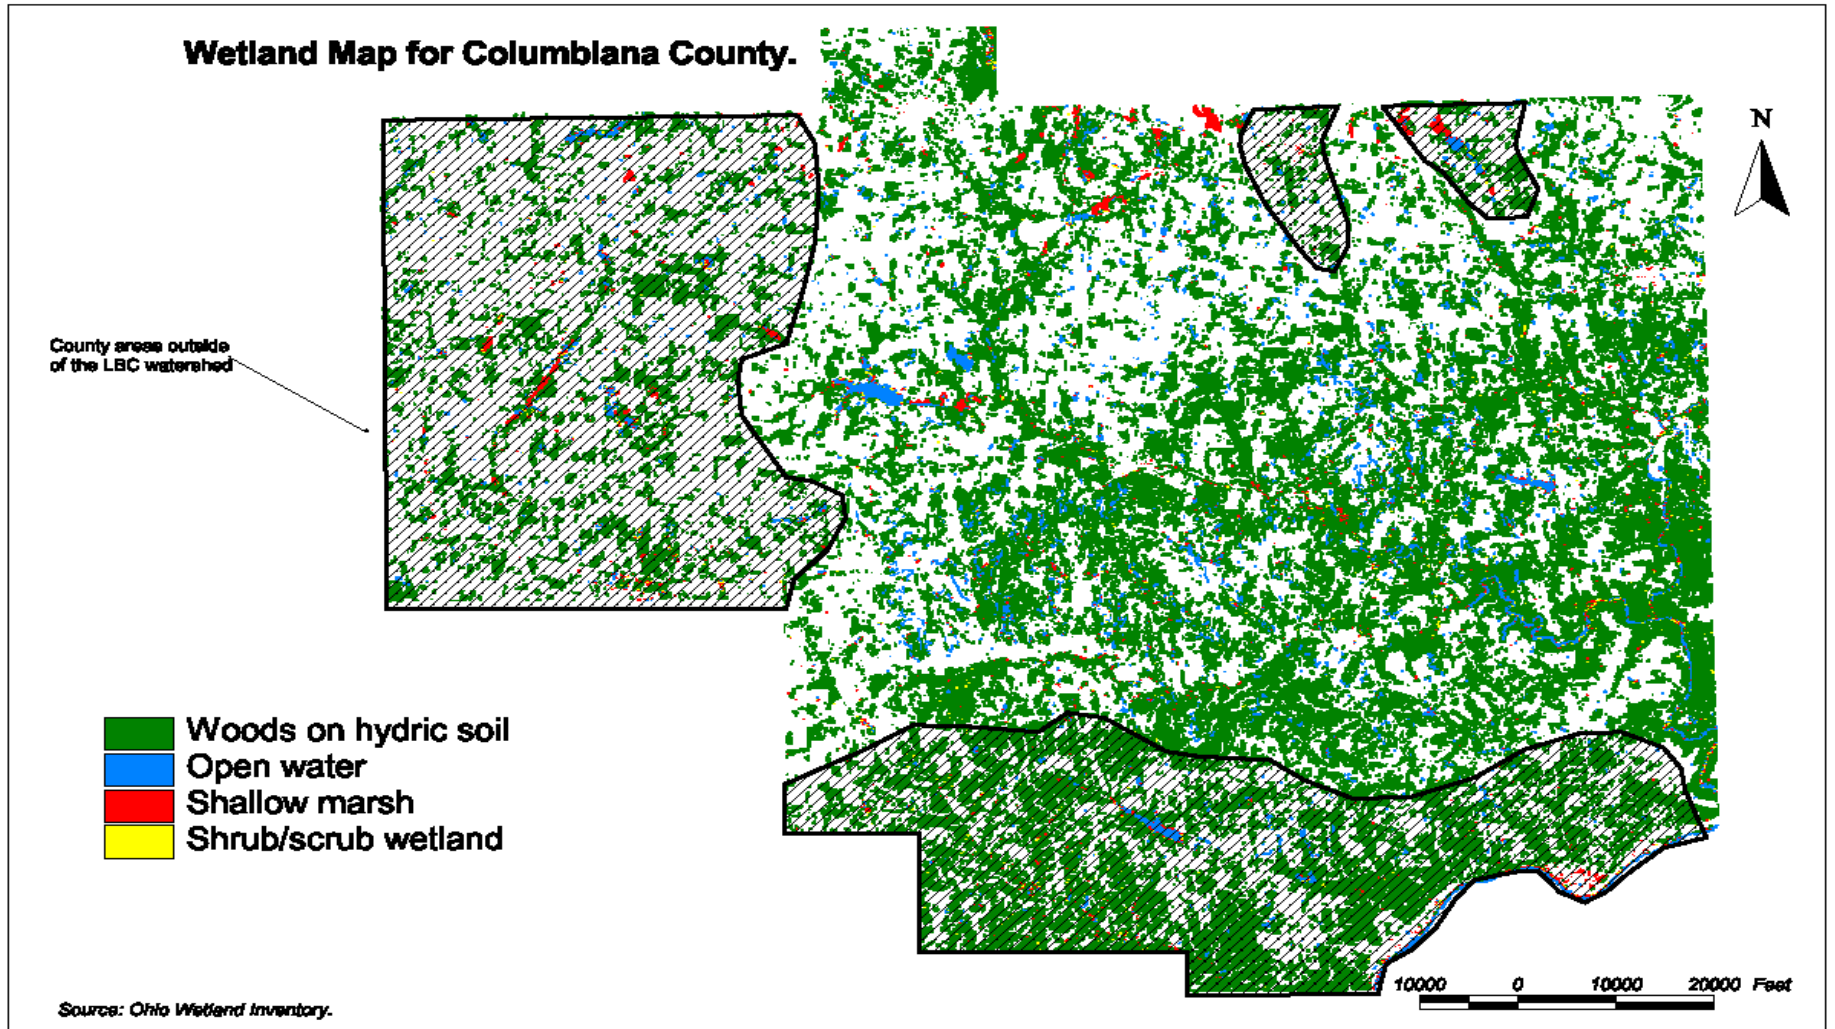 Wetland Map for Columbiana County.
N
County areas outside
of the LBC watershed
Woods on hydric soil
Open water
Shallow marsh
Shrub/scrub wetland
10000 0 10000 20000 Feet
Source: Ohio Wetland Inventory.